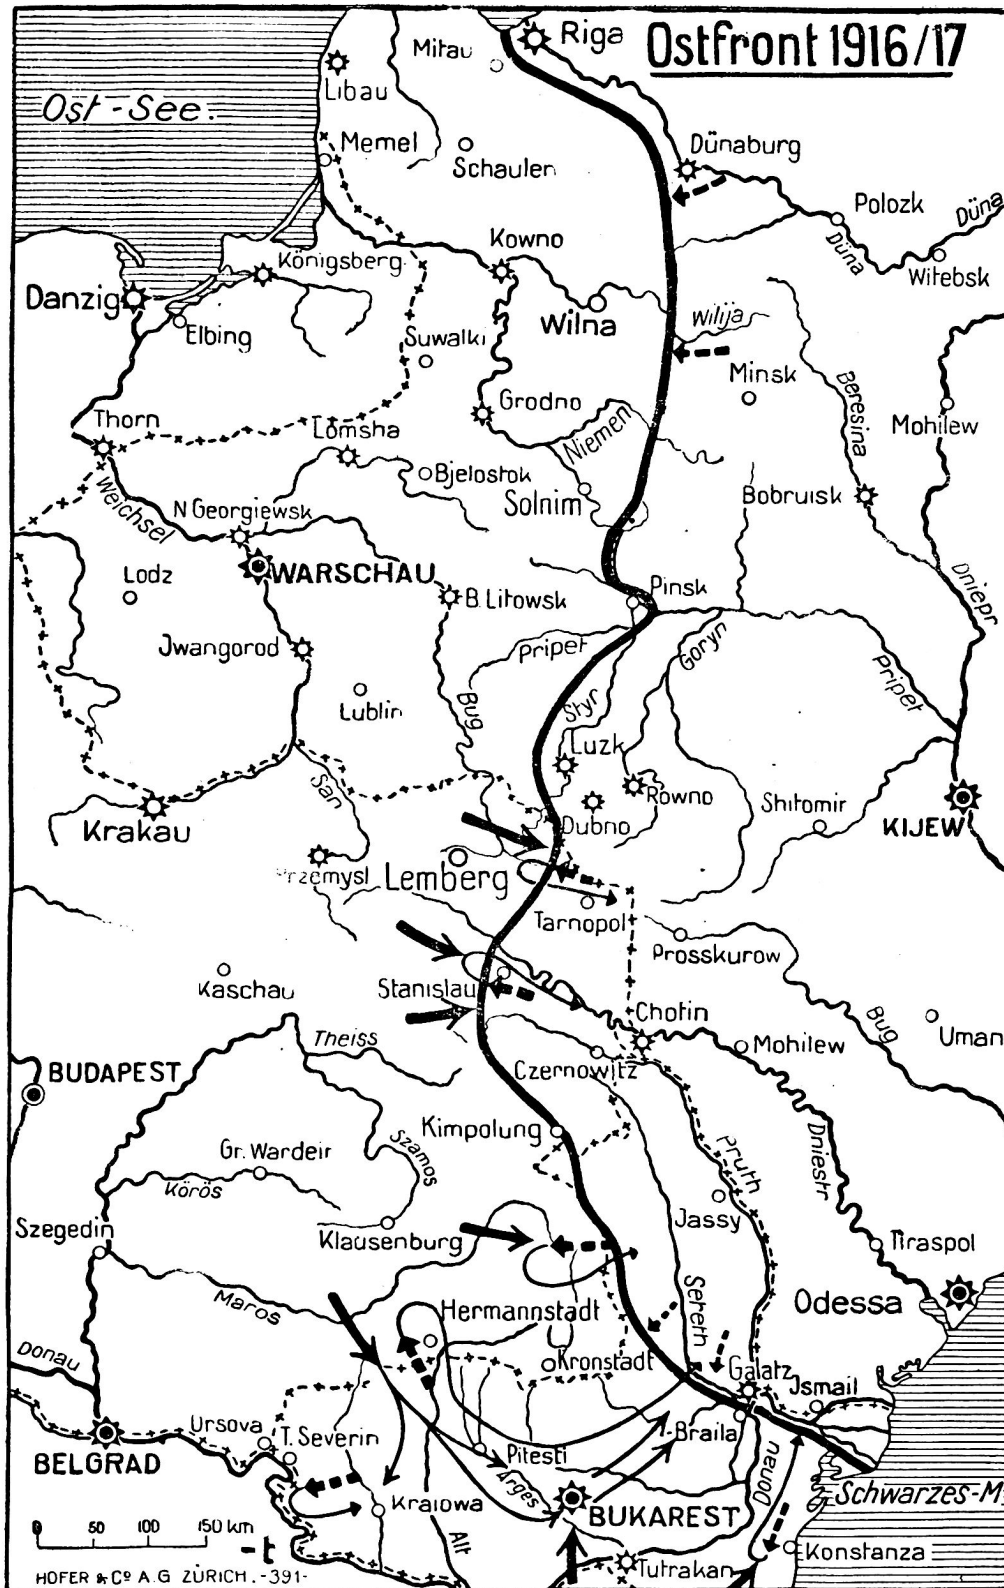 Ostfront 1916/17
Riga
Mitau
Libau
Ost-See.
Memel
Schaulen
Dünaburg
Polozk
Düna
Düna
Witebsk
Kowno
Königsberg
Danzig
Elbing
Wilna
Wilija
Suwalki
Minsk
Beresina
Mohilew
Grodno
Thorn
Lomsha
Niemen
Bjelostok
Weichsel
Solnim
Bobruisk
N Georgiewsk
WARSCHAU
Lodz
B. Litowsk
Pinsk
Dniepr
Jwangorod
Pripet
Goryn
Pripet
Lublin
Bug
Styr
Luzk
San
Rowno
Shitomir
Krakau
Dubno
KIJEW
rzemysl
Lemberg
Tarnopol
Prosskurow
Kaschau
Stanislau
Bug
Chotin
Uman
Theiss
Mohilew
BUDAPEST
Czernowitz
Kimpolung
Szamos
Gr. Wardeir
Pruth
Dniestr
Körös
Jassy
Szegedin
Klausenburg
Tiraspol
Maros
Sereth
Odessa
Hermannstadt
Donau
Kronstadt
Galatz
Jsmail
Ursova
T. Severin
Braila
BELGRAD
Pitesti
Arges
Donau
Schwarzes-M
Kraiowa
BUKAREST
Alt
0 50 100 150 km
Konstanza
Tutrakan
-t
HOFER & Co A.G ZÜRICH.-391-